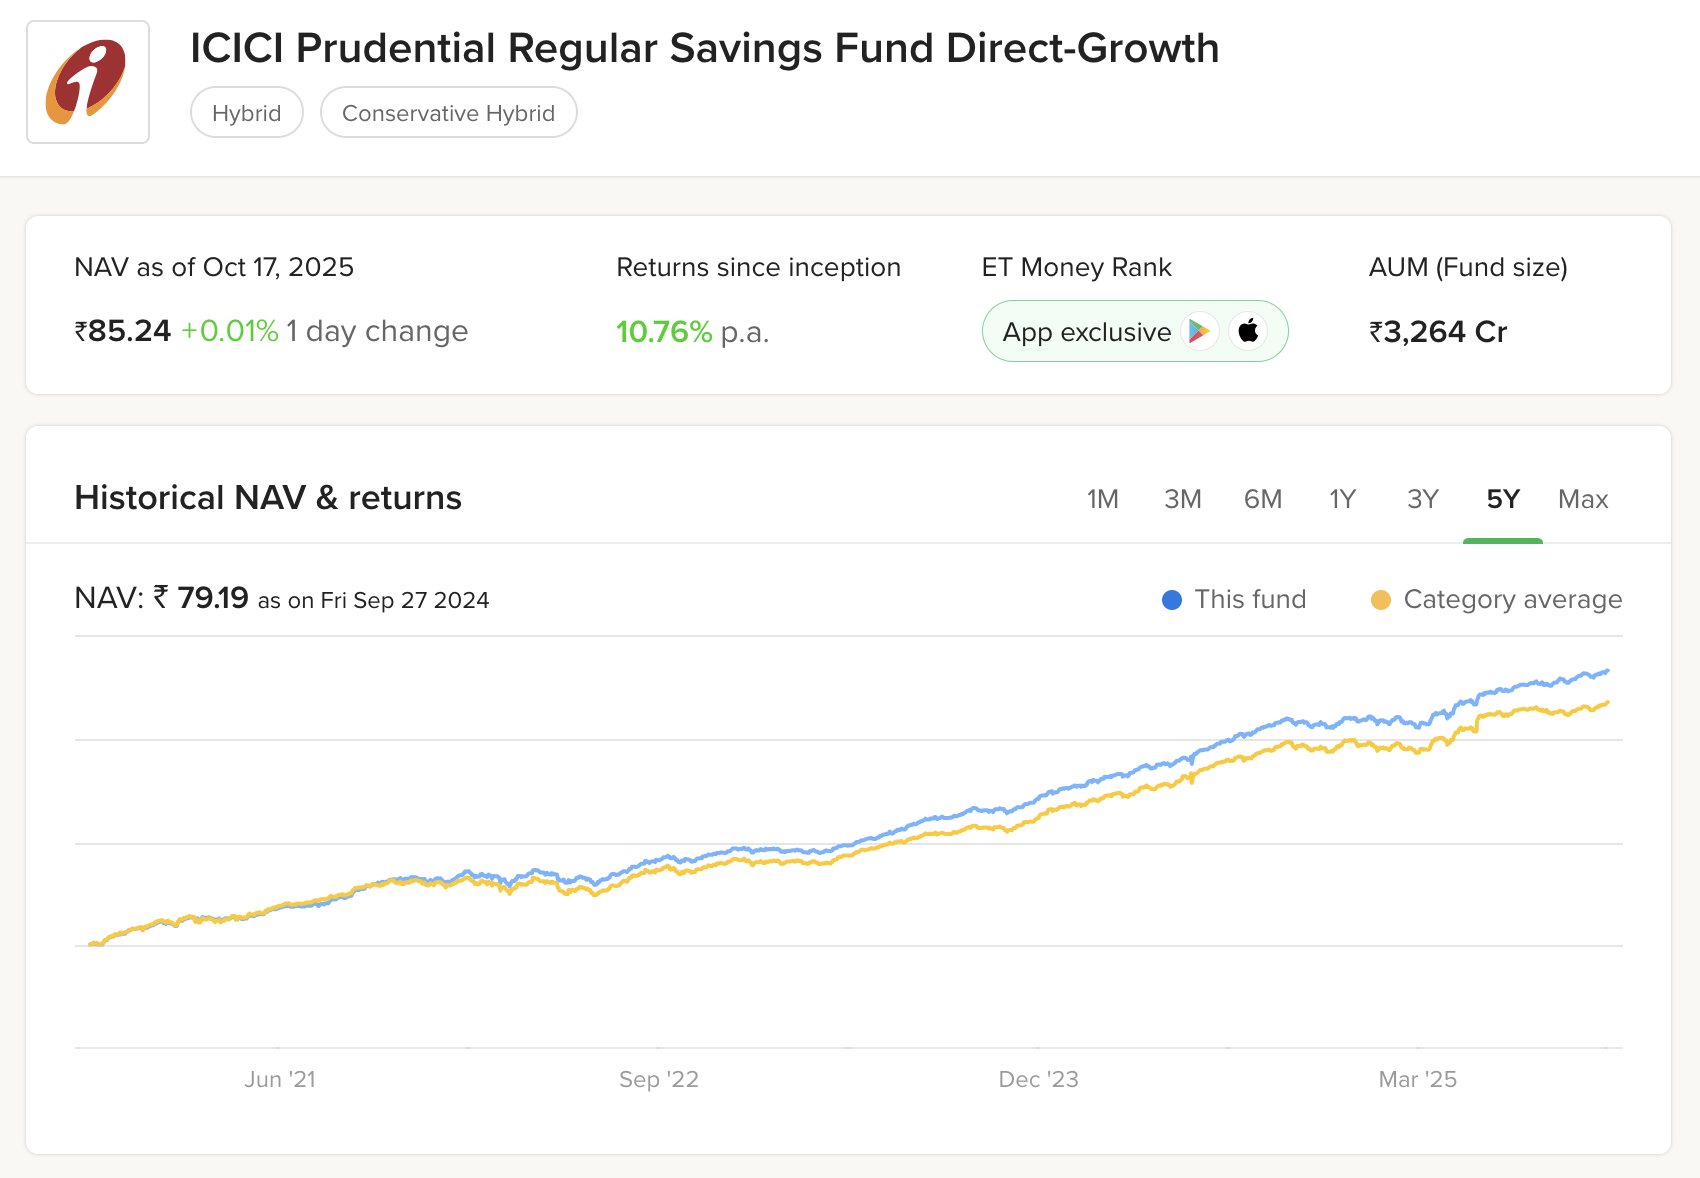 ICICI Prudential Regular Savings Fund Direct-Growth
Hybrid
Conservative Hybrid
NAV as of Oct 17, 2025
₹85.24 +0.01% 1 day change
Returns since inception
10.76% p.a.
ET Money Rank
App exclusive
AUM (Fund size)
₹3,264 Cr
Historical NAV & returns
1M 3M 6M 1Y 3Y 5Y Max
NAV: ₹ 79.19 as on Fri Sep 27 2024
This fund
Category average
Jun '21 Sep '22 Dec '23 Mar '25